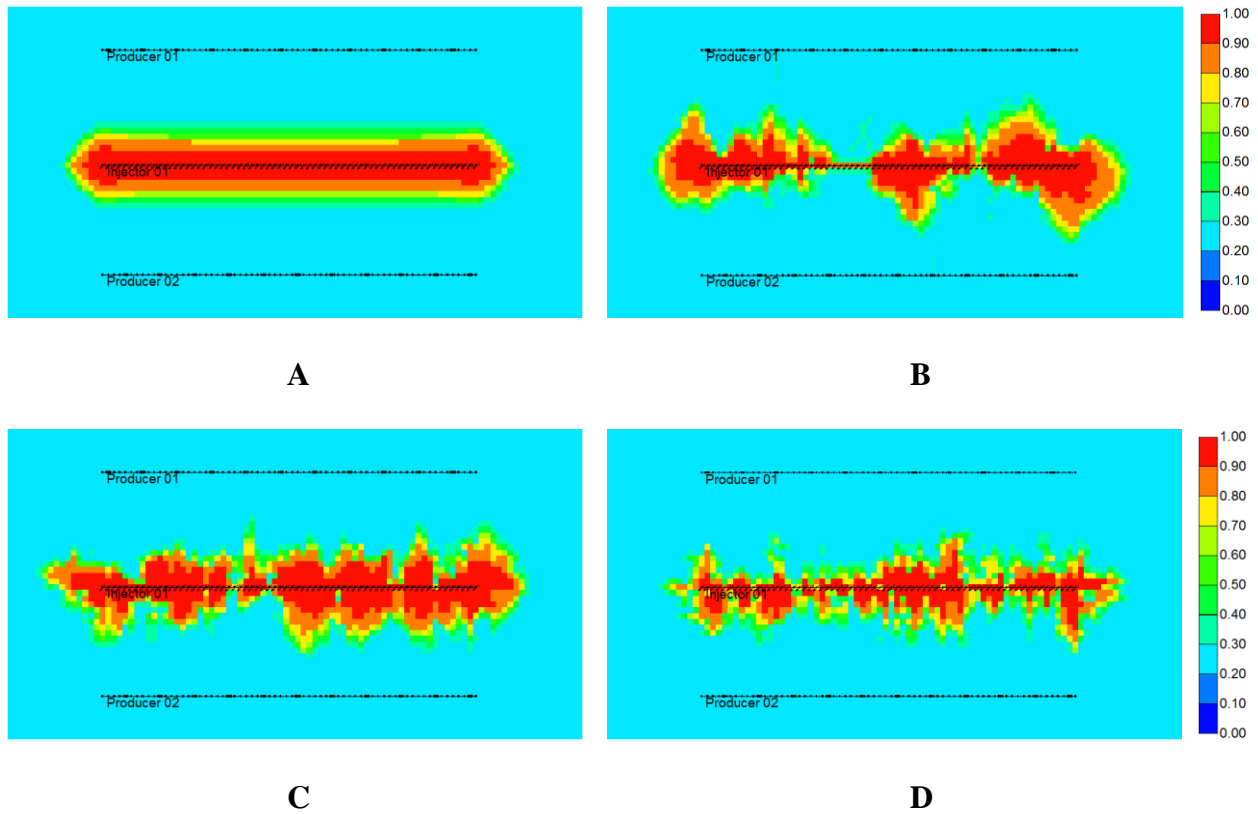 Producer 01
Injector 01
Producer 02
Producer 01
Injector 01
Producer 02
1.00
0.90
0.80
0.70
0.60
0.50
0.40
0.30
0.20
0.10
0.00
A
B
Producer 01
Injector 01
Producer 02
Producer 01
Injector 01
Producer 02
1.00
0.90
0.80
0.70
0.60
0.50
0.40
0.30
0.20
0.10
0.00
C
D